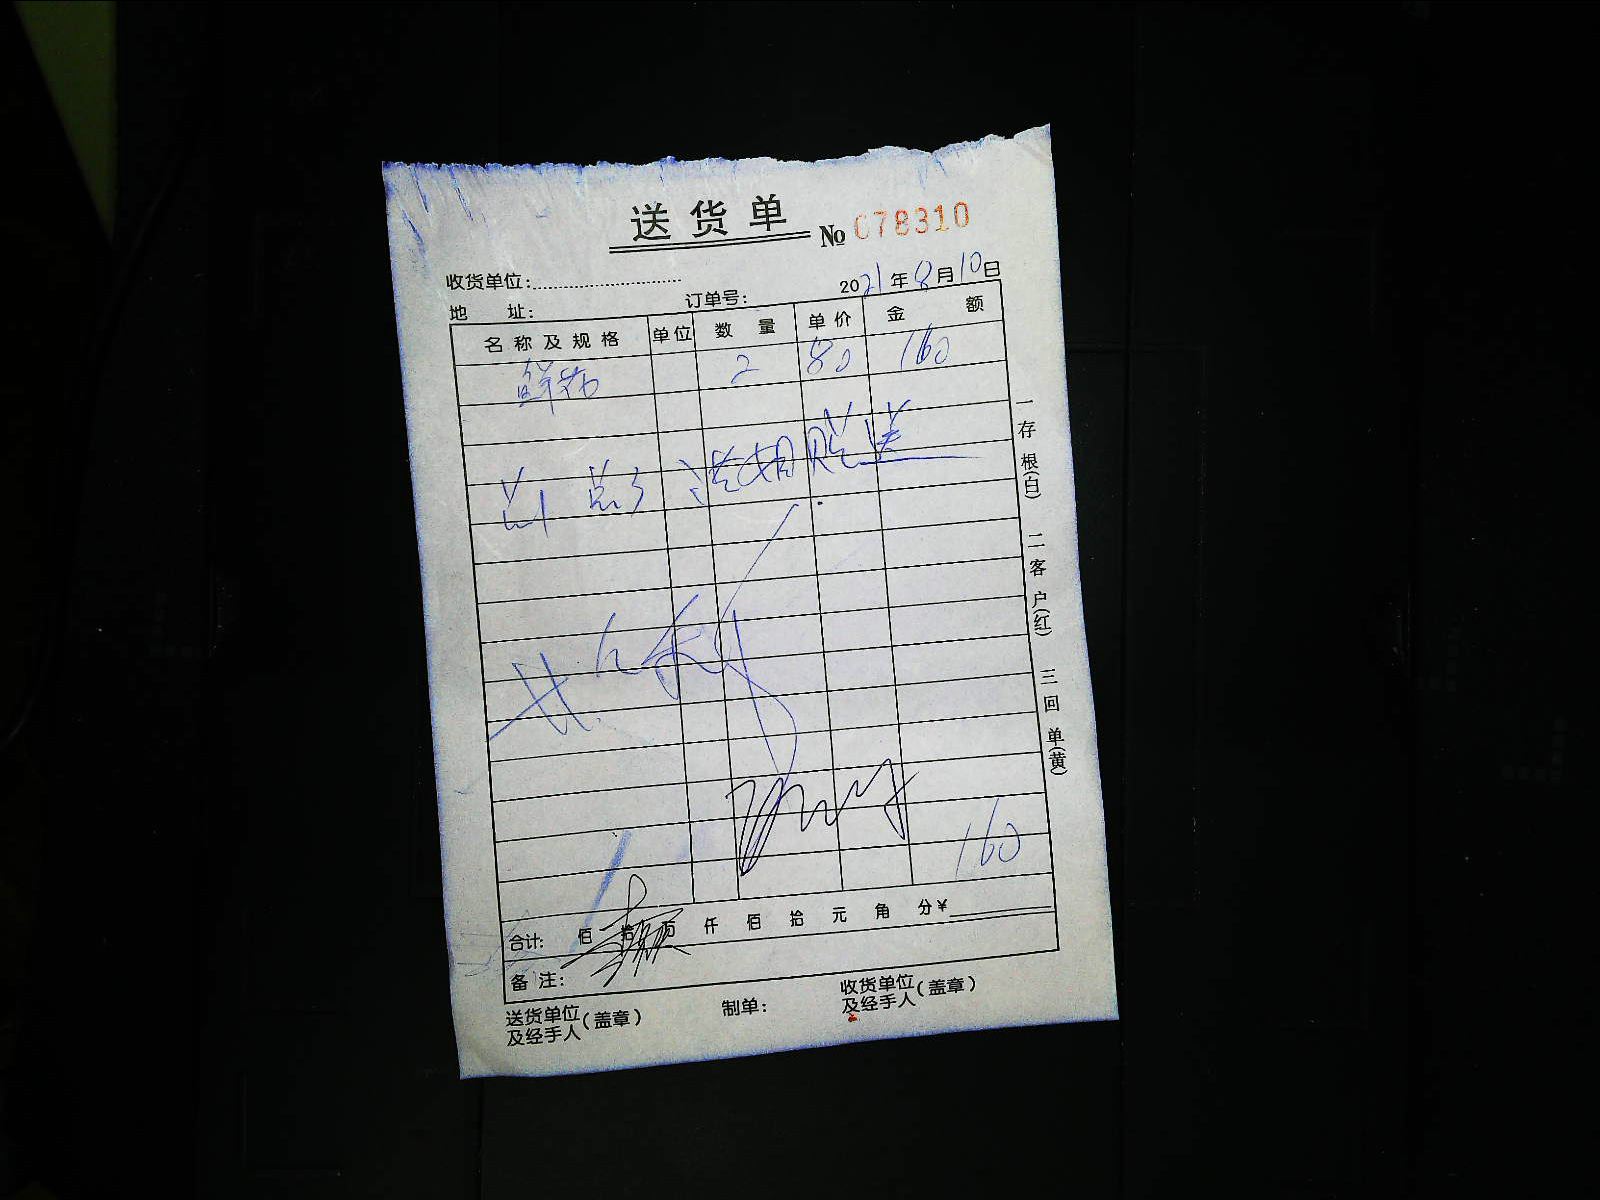 送货单 № 078310
收货单位:
2021年8月10日
地 址: 订单号:
名称及规格 单位 数量 单价 金额
鲜花 2 80 160
赠送
160
合计: 佰 拾 万 仟 佰 拾 元 角 分 ¥
备注:
送货单位及经手人(盖章) 制单: 收货单位及经手人(盖章)
一存根(白) 二客户(红) 三回单(黄)